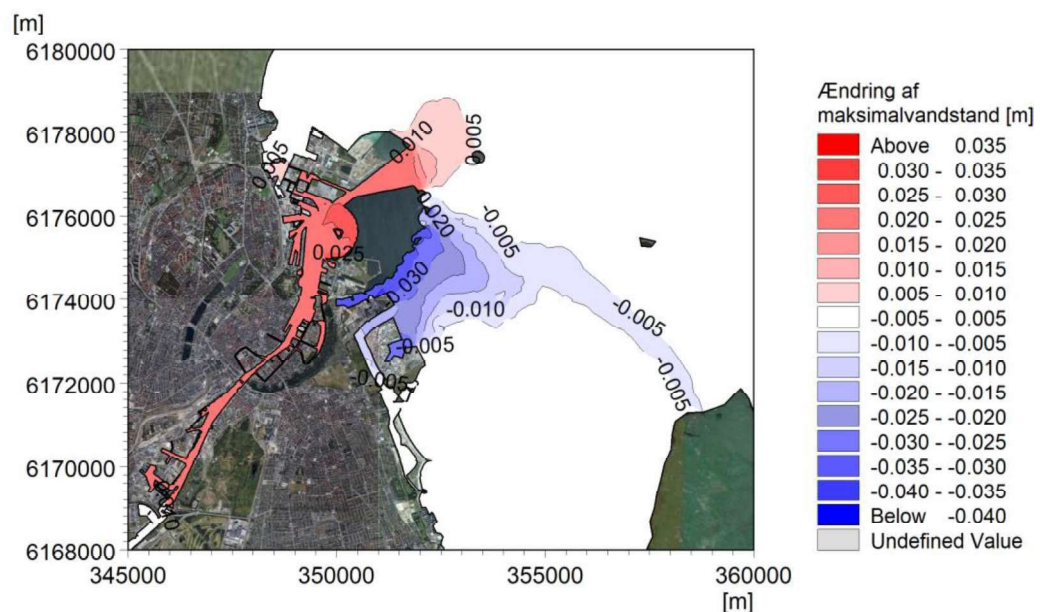 [m]
6180000
6178000
6176000
6174000
6172000
6170000
6168000
345000
350000
355000
360000
[m]
0.010
0.005
0.005
0.020
-0.005
0.025
0.030
-0.010
-0.005
-0.005
-0.005
-0.005
Ændring af
maksimalvandstand [m]
Above 0.035
0.030 - 0.035
0.025 - 0.030
0.020 - 0.025
0.015 - 0.020
0.010 - 0.015
0.005 - 0.010
-0.005 - 0.005
-0.010 - -0.005
-0.015 - -0.010
-0.020 - -0.015
-0.025 - -0.020
-0.030 - -0.025
-0.035 - -0.030
-0.040 - -0.035
Below -0.040
Undefined Value